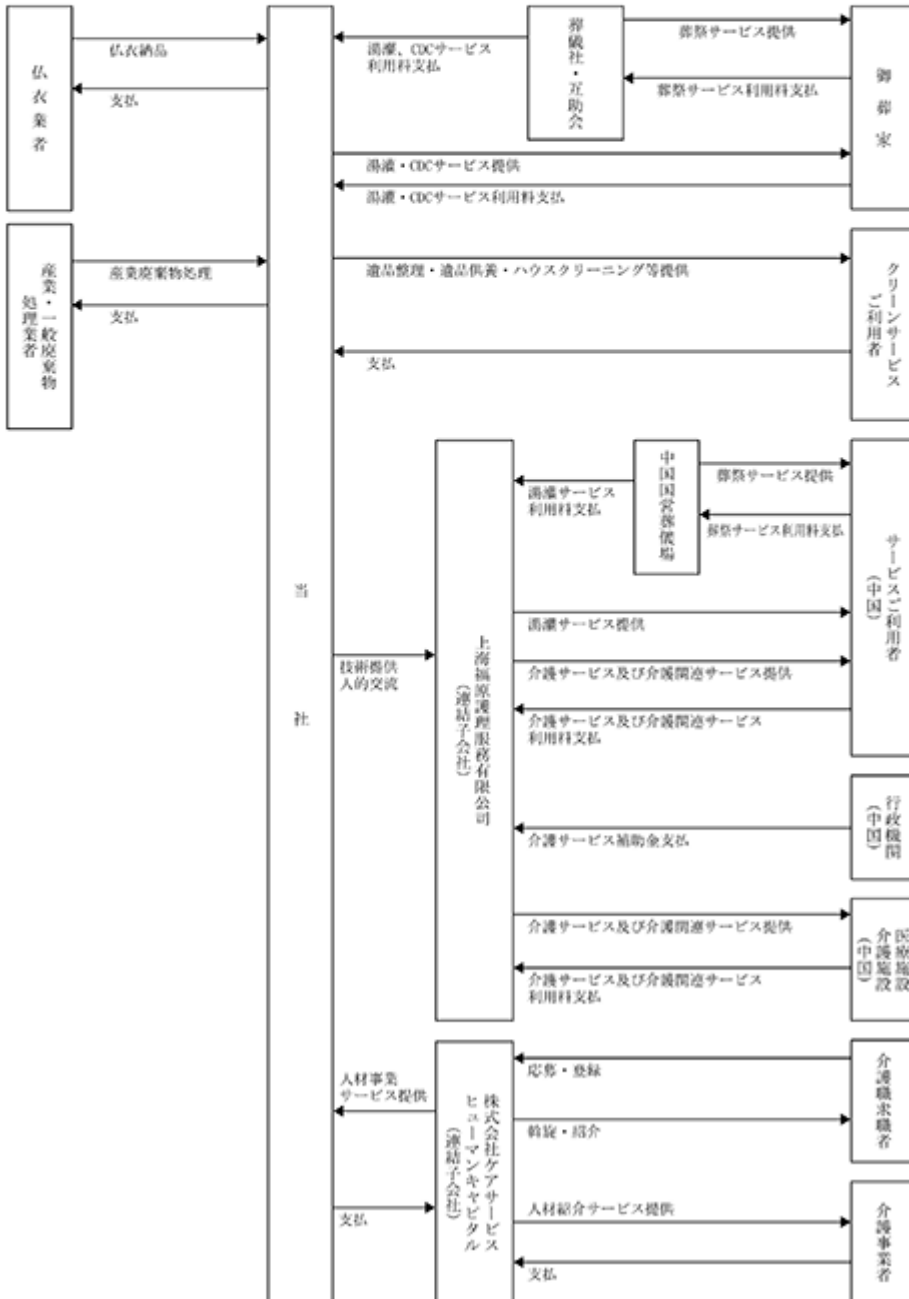 仏衣業者
仏衣納品
支払
湯灌、CDCサービス
利用料支払
葬儀社・互助会
葬祭サービス提供
葬祭サービス利用料支払
御葬家
湯灌・CDCサービス提供
湯灌・CDCサービス利用料支払
産業・一般廃棄物
処理業者
産業廃棄物処理
支払
遺品整理・遺品供養・ハウスクリーニング等提供
支払
クリーンサービス
ご利用者
当社
技術提供
人的交流
上海福原護理服務有限公司
(連結子会社)
湯灌サービス
利用料支払
中国国営葬儀場
葬祭サービス提供
葬祭サービス利用料支払
サービスご利用者
(中国)
湯灌サービス提供
介護サービス及び介護関連サービス提供
介護サービス及び介護関連サービス
利用料支払
介護サービス補助金支払
行政機関
(中国)
介護サービス及び介護関連サービス提供
介護サービス及び介護関連サービス
利用料支払
医療施設
介護施設
(中国)
人材事業
サービス提供
支払
株式会社ケアサービス
ヒューマンキャピタル
(連結子会社)
応募・登録
斡旋・紹介
介護職求職者
人材紹介サービス提供
支払
介護事業者